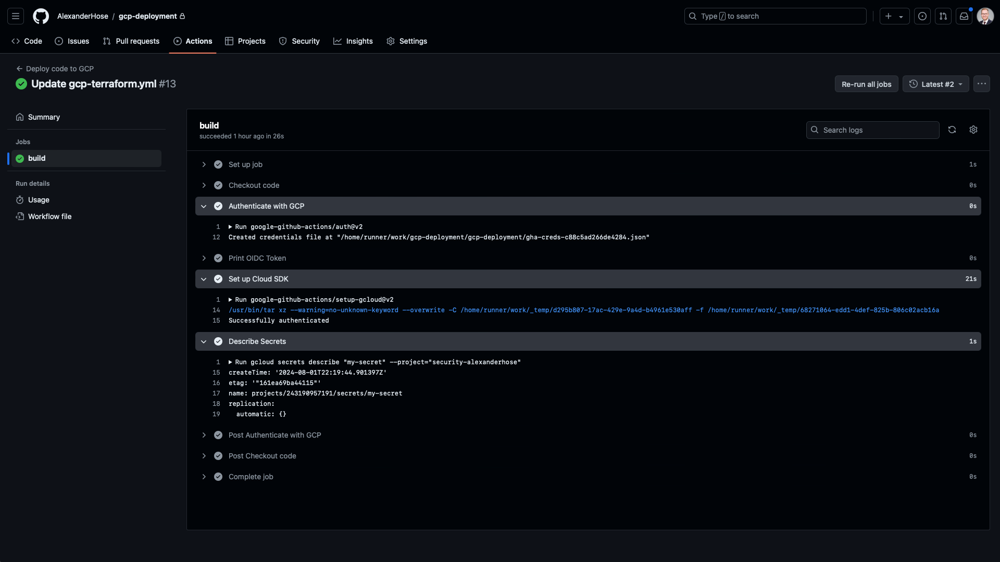 AlexanderHose / gcp-deployment
Type / to search
Code
Issues
Pull requests
Actions
Projects
Security
Insights
Settings
Deploy code to GCP
Update gcp-terraform.yml #13
Re-run all jobs
Latest #2
Summary
Jobs
build
Run details
Usage
Workflow file
build
succeeded 1 hour ago in 26s
Search logs
Set up job 1s
Checkout code 0s
Authenticate with GCP 0s
1 Run google-github-actions/auth@v2
12 Created credentials file at "/home/runner/work/gcp-deployment/gcp-deployment/gha-creds-c88c5ad266de4284.json"
Print OIDC Token 0s
Set up Cloud SDK 21s
1 Run google-github-actions/setup-gcloud@v2
14 /usr/bin/tar xz --warning=no-unknown-keyword --overwrite -C /home/runner/work/_temp/d295b807-17ac-429e-9a4d-b4961e530aff -f /home/runner/work/_temp/68271064-edd1-4def-825b-806c02acb16a
15 Successfully authenticated
Describe Secrets 1s
1 Run gcloud secrets describe "my-secret" --project="security-alexanderhose"
15 createTime: '2024-08-01T22:19:44.901397Z'
16 etag: '"161ea69ba44115"'
17 name: projects/243190957191/secrets/my-secret
18 replication:
19 automatic: {}
Post Authenticate with GCP 0s
Post Checkout code 0s
Complete job 0s